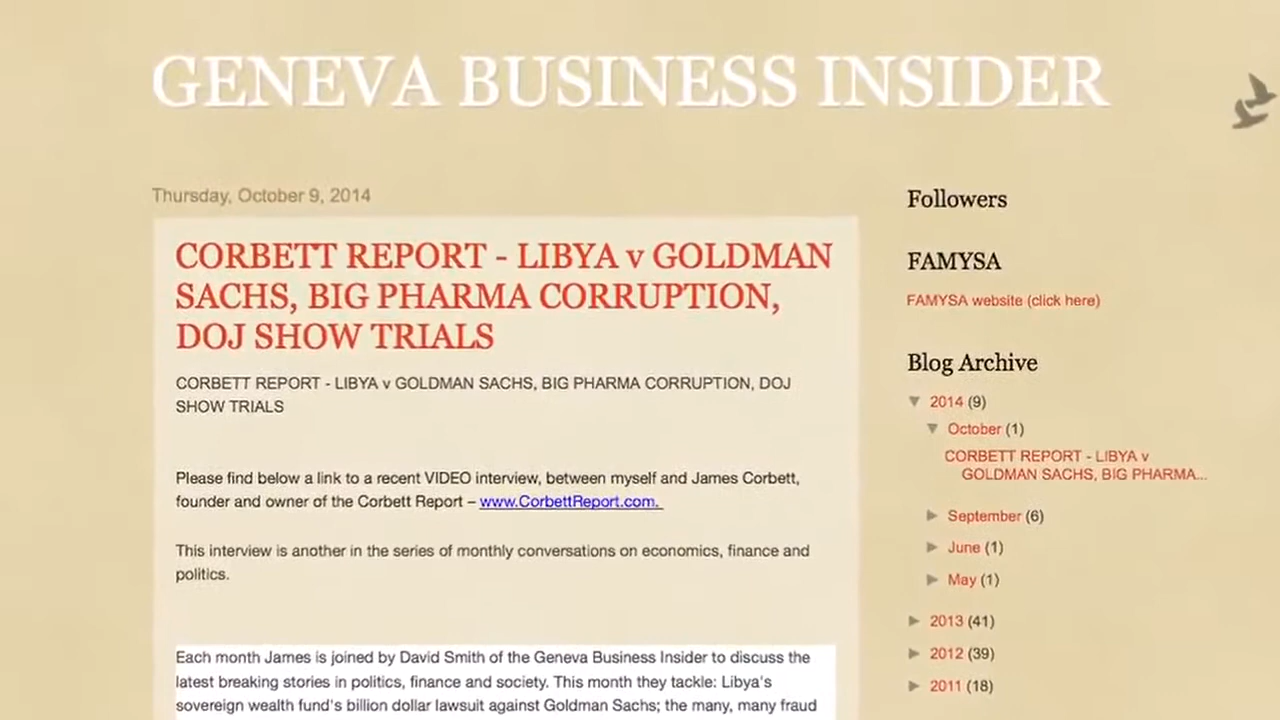 GENEVA BUSINESS INSIDER
Thursday, October 9, 2014
CORBETT REPORT - LIBYA v GOLDMAN
SACHS, BIG PHARMA CORRUPTION,
DOJ SHOW TRIALS
CORBETT REPORT - LIBYA v GOLDMAN SACHS, BIG PHARMA CORRUPTION, DOJ
SHOW TRIALS
Please find below a link to a recent VIDEO interview, between myself and James Corbett,
founder and owner of the Corbett Report – www.CorbettReport.com.
This interview is another in the series of monthly conversations on economics, finance and
politics.
Each month James is joined by David Smith of the Geneva Business Insider to discuss the
latest breaking stories in politics, finance and society. This month they tackle: Libya's
sovereign wealth fund's billion dollar lawsuit against Goldman Sachs; the many, many fraud
Followers
FAMYSA
FAMYSA website (click here)
Blog Archive
▼ 2014 (9)
▼ October (1)
CORBETT REPORT - LIBYA v
GOLDMAN SACHS, BIG PHARMA...
► September (6)
► June (1)
► May (1)
► 2013 (41)
► 2012 (39)
► 2011 (18)